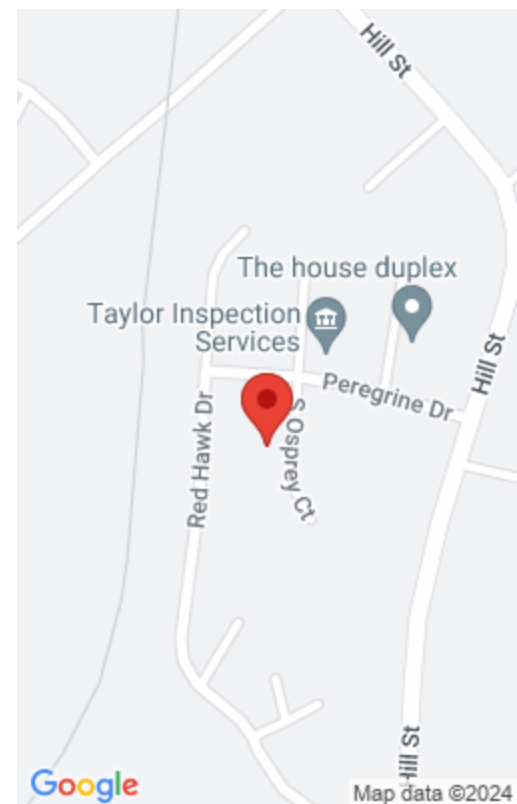 Hill St
The house duplex
Taylor Inspection
Services
Hill St
Peregrine Dr
S Osprey Ct
Red Hawk Dr
Hill St
Google
Map data ©2024